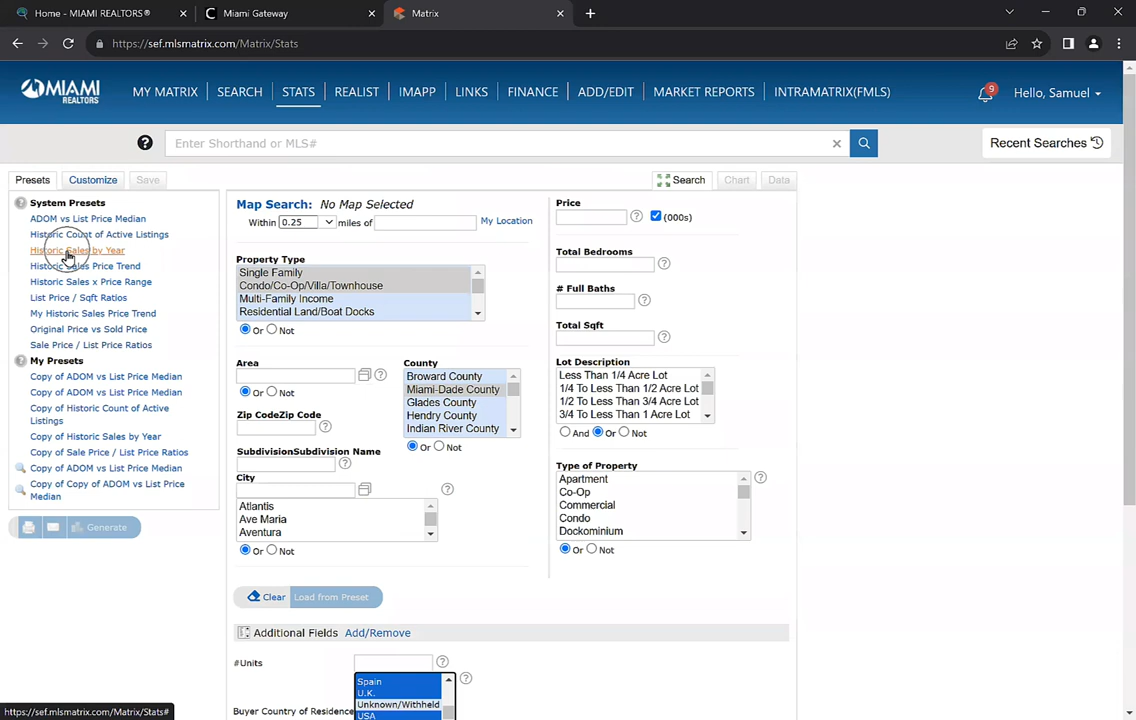 Home - MIAMI REALTORS®
Miami Gateway
Matrix
https://sef.mlsmatrix.com/Matrix/Stats
MIAMI REALTORS
MY MATRIX
SEARCH
STATS
REALIST
IMAPP
LINKS
FINANCE
ADD/EDIT
MARKET REPORTS
INTRAMATRIX(FMLS)
9
Hello, Samuel
Enter Shorthand or MLS#
Recent Searches
Presets
Customize
Save
Search
Chart
Data
System Presets
ADOM vs List Price Median
Historic Count of Active Listings
Historic Sales by Year
Historic Sales Price Trend
Historic Sales x Price Range
List Price / Sqft Ratios
My Historic Sales Price Trend
Original Price vs Sold Price
Sale Price / List Price Ratios
My Presets
Copy of ADOM vs List Price Median
Copy of ADOM vs List Price Median
Copy of Historic Count of Active
Listings
Copy of Historic Sales by Year
Copy of Sale Price / List Price Ratios
Copy of ADOM vs List Price Median
Copy of Copy of ADOM vs List Price
Median
Generate
Map Search: No Map Selected
Within 0.25 miles of My Location
Property Type
Single Family
Condo/Co-Op/Villa/Townhouse
Multi-Family Income
Residential Land/Boat Docks
Or Not
Area
Or Not
Zip CodeZip Code
SubdivisionSubdivision Name
City
Atlantis
Ave Maria
Aventura
Or Not
County
Broward County
Miami-Dade County
Glades County
Hendry County
Indian River County
Or Not
Price
(000s)
Total Bedrooms
# Full Baths
Total Sqft
Lot Description
Less Than 1/4 Acre Lot
1/4 To Less Than 1/2 Acre Lot
1/2 To Less Than 3/4 Acre Lot
3/4 To Less Than 1 Acre Lot
And Or Not
Type of Property
Apartment
Co-Op
Commercial
Condo
Dockominium
Or Not
Clear
Load from Preset
Additional Fields Add/Remove
#Units
Buyer Country of Residence
Spain
U.K.
Unknown/Withheld
USA
https://sef.mlsmatrix.com/Matrix/Stats#